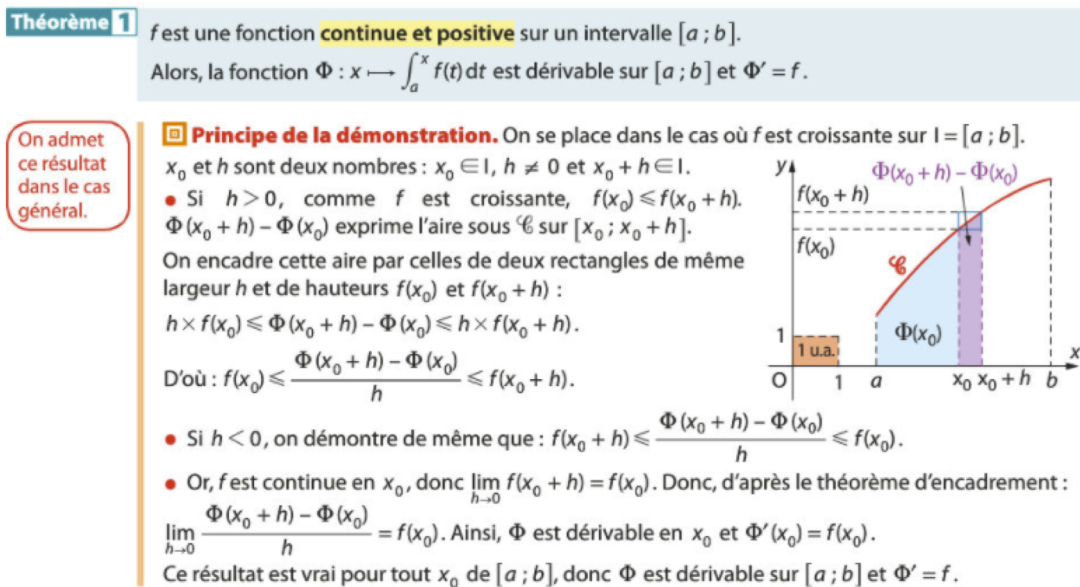 Théorème 1
f est une fonction continue et positive sur un intervalle [a ; b].
Alors, la fonction Φ : x ⟼ ∫ₐˣ f(t) dt est dérivable sur [a ; b] et Φ′ = f.
On admet
ce résultat
dans le cas
général.
Principe de la démonstration. On se place dans le cas où f est croissante sur I = [a ; b].
x₀ et h sont deux nombres : x₀ ∈ I, h ≠ 0 et x₀ + h ∈ I.
• Si h > 0, comme f est croissante, f(x₀) ⩽ f(x₀ + h).
Φ(x₀ + h) – Φ(x₀) exprime l'aire sous 𝒞 sur [x₀ ; x₀ + h].
On encadre cette aire par celles de deux rectangles de même
largeur h et de hauteurs f(x₀) et f(x₀ + h) :
h × f(x₀) ⩽ Φ(x₀ + h) – Φ(x₀) ⩽ h × f(x₀ + h).
D'où : f(x₀) ⩽ (Φ(x₀ + h) – Φ(x₀))/h ⩽ f(x₀ + h).
y
Φ(x₀ + h) – Φ(x₀)
f(x₀ + h)
f(x₀)
𝒞
Φ(x₀)
1
1 u.a.
x
O 1 a x₀ x₀ + h b
• Si h < 0, on démontre de même que : f(x₀ + h) ⩽ (Φ(x₀ + h) – Φ(x₀))/h ⩽ f(x₀).
• Or, f est continue en x₀, donc lim h→0 f(x₀ + h) = f(x₀). Donc, d'après le théorème d'encadrement :
lim h→0 (Φ(x₀ + h) – Φ(x₀))/h = f(x₀). Ainsi, Φ est dérivable en x₀ et Φ′(x₀) = f(x₀).
Ce résultat est vrai pour tout x₀ de [a ; b], donc Φ est dérivable sur [a ; b] et Φ′ = f.